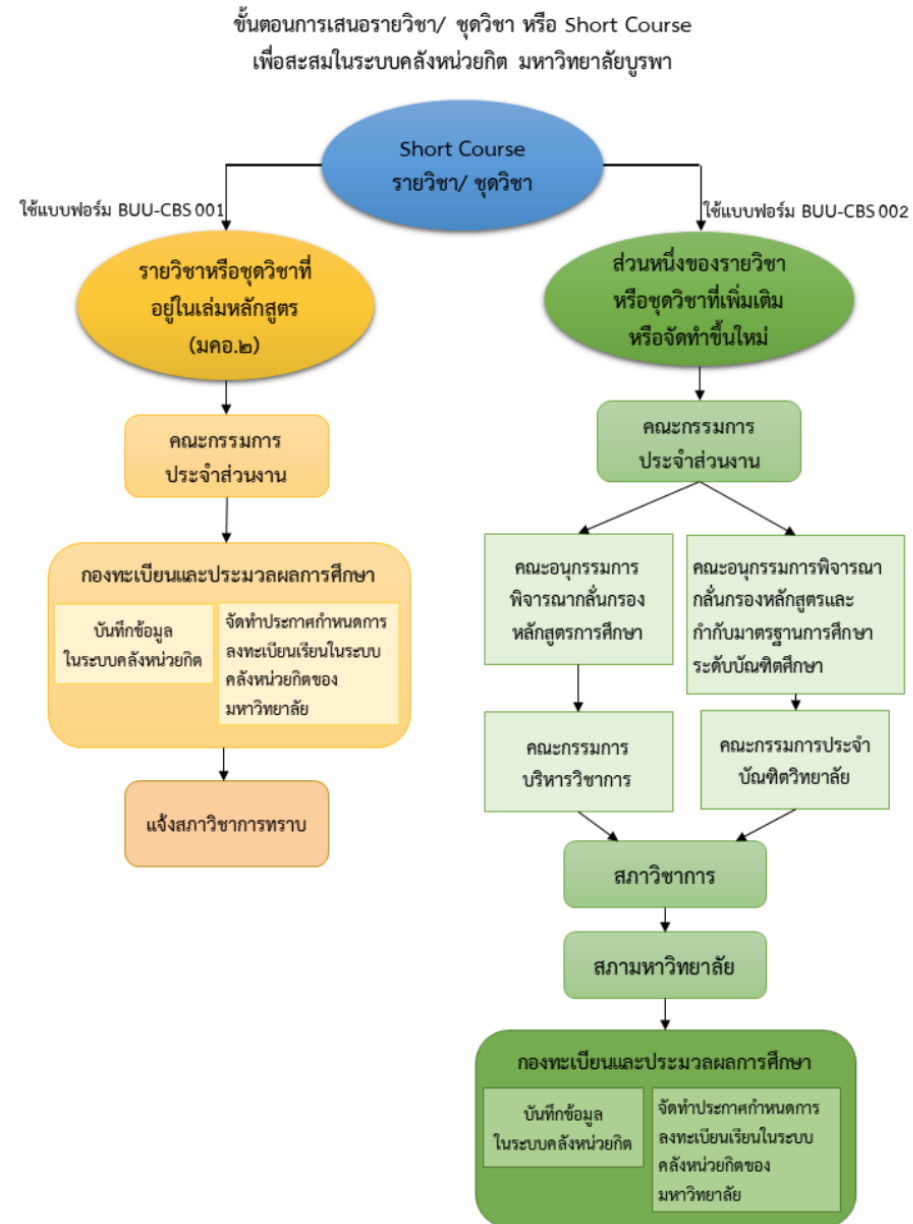 ขั้นตอนการเสนอรายวิชา/ ชุดวิชา หรือ Short Course
เพื่อสะสมในระบบคลังหน่วยกิต มหาวิทยาลัยบูรพา
Short Course
รายวิชา/ ชุดวิชา
ใช้แบบฟอร์ม BUU-CBS 001
ใช้แบบฟอร์ม BUU-CBS 002
รายวิชาหรือชุดวิชาที่
อยู่ในเล่มหลักสูตร
(มคอ.๒)
คณะกรรมการ
ประจำส่วนงาน
กองทะเบียนและประมวลผลการศึกษา
บันทึกข้อมูล
ในระบบคลังหน่วยกิต
จัดทำประกาศกำหนดการ
ลงทะเบียนเรียนในระบบ
คลังหน่วยกิตของ
มหาวิทยาลัย
แจ้งสภาวิชาการทราบ
ส่วนหนึ่งของรายวิชา
หรือชุดวิชาที่เพิ่มเติม
หรือจัดทำขึ้นใหม่
คณะกรรมการ
ประจำส่วนงาน
คณะอนุกรรมการ
พิจารณากลั่นกรอง
หลักสูตรการศึกษา
คณะอนุกรรมการพิจารณา
กลั่นกรองหลักสูตรและ
กำกับมาตรฐานการศึกษา
ระดับบัณฑิตศึกษา
คณะกรรมการ
บริหารวิชาการ
คณะกรรมการประจำ
บัณฑิตวิทยาลัย
สภาวิชาการ
สภามหาวิทยาลัย
กองทะเบียนและประมวลผลการศึกษา
บันทึกข้อมูล
ในระบบคลังหน่วยกิต
จัดทำประกาศกำหนดการ
ลงทะเบียนเรียนในระบบ
คลังหน่วยกิตของ
มหาวิทยาลัย